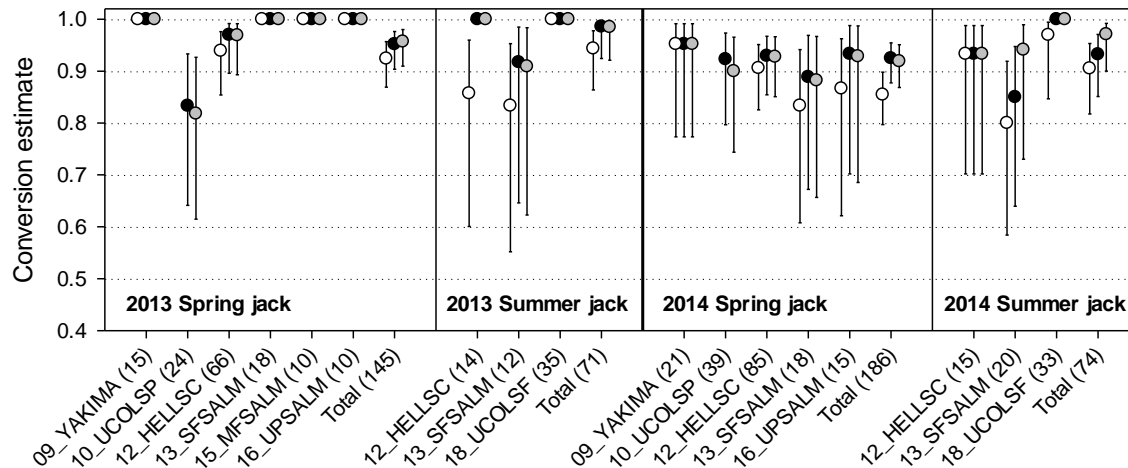 Conversion estimate
1.0
0.9
0.8
0.7
0.6
0.5
0.4
2013 Spring jack
2013 Summer jack
2014 Spring jack
2014 Summer jack
09_YAKIMA (15)
10_UCOLSP (24)
12_HELLSC (66)
13_SFSALM (18)
15_MFSALM (10)
16_UPSALM (10)
Total (145)
12_HELLSC (14)
13_SFSALM (12)
18_UCOLSF (35)
Total (71)
09_YAKIMA (21)
10_UCOLSP (39)
12_HELLSC (85)
13_SFSALM (18)
16_UPSALM (15)
Total (186)
12_HELLSC (15)
13_SFSALM (20)
18_UCOLSF (33)
Total (74)